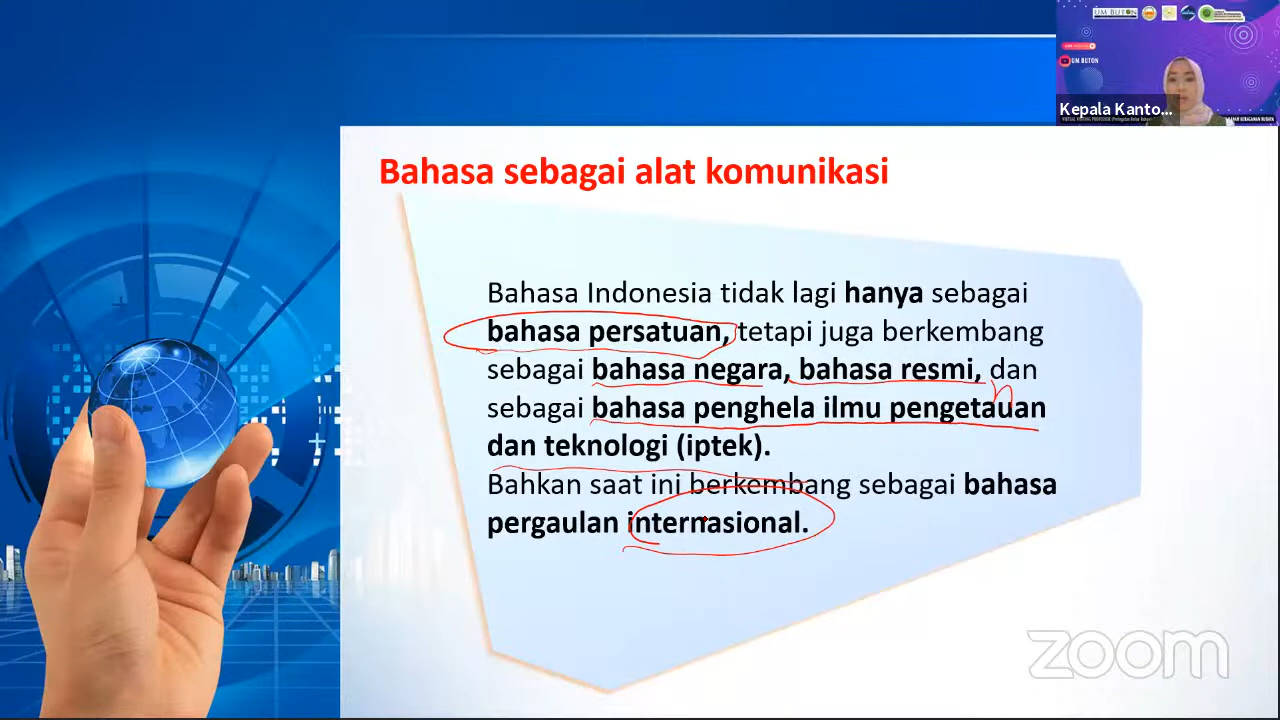 UM BUTON
UM BUTON
Kepala Kanto...
Bahasa sebagai alat komunikasi
Bahasa Indonesia tidak lagi hanya sebagai
bahasa persatuan, tetapi juga berkembang
sebagai bahasa negara, bahasa resmi, dan
sebagai bahasa penghela ilmu pengetauan
h
dan teknologi (iptek).
Bahkan saat ini berkembang sebagai bahasa
pergaulan internasional.
zoom